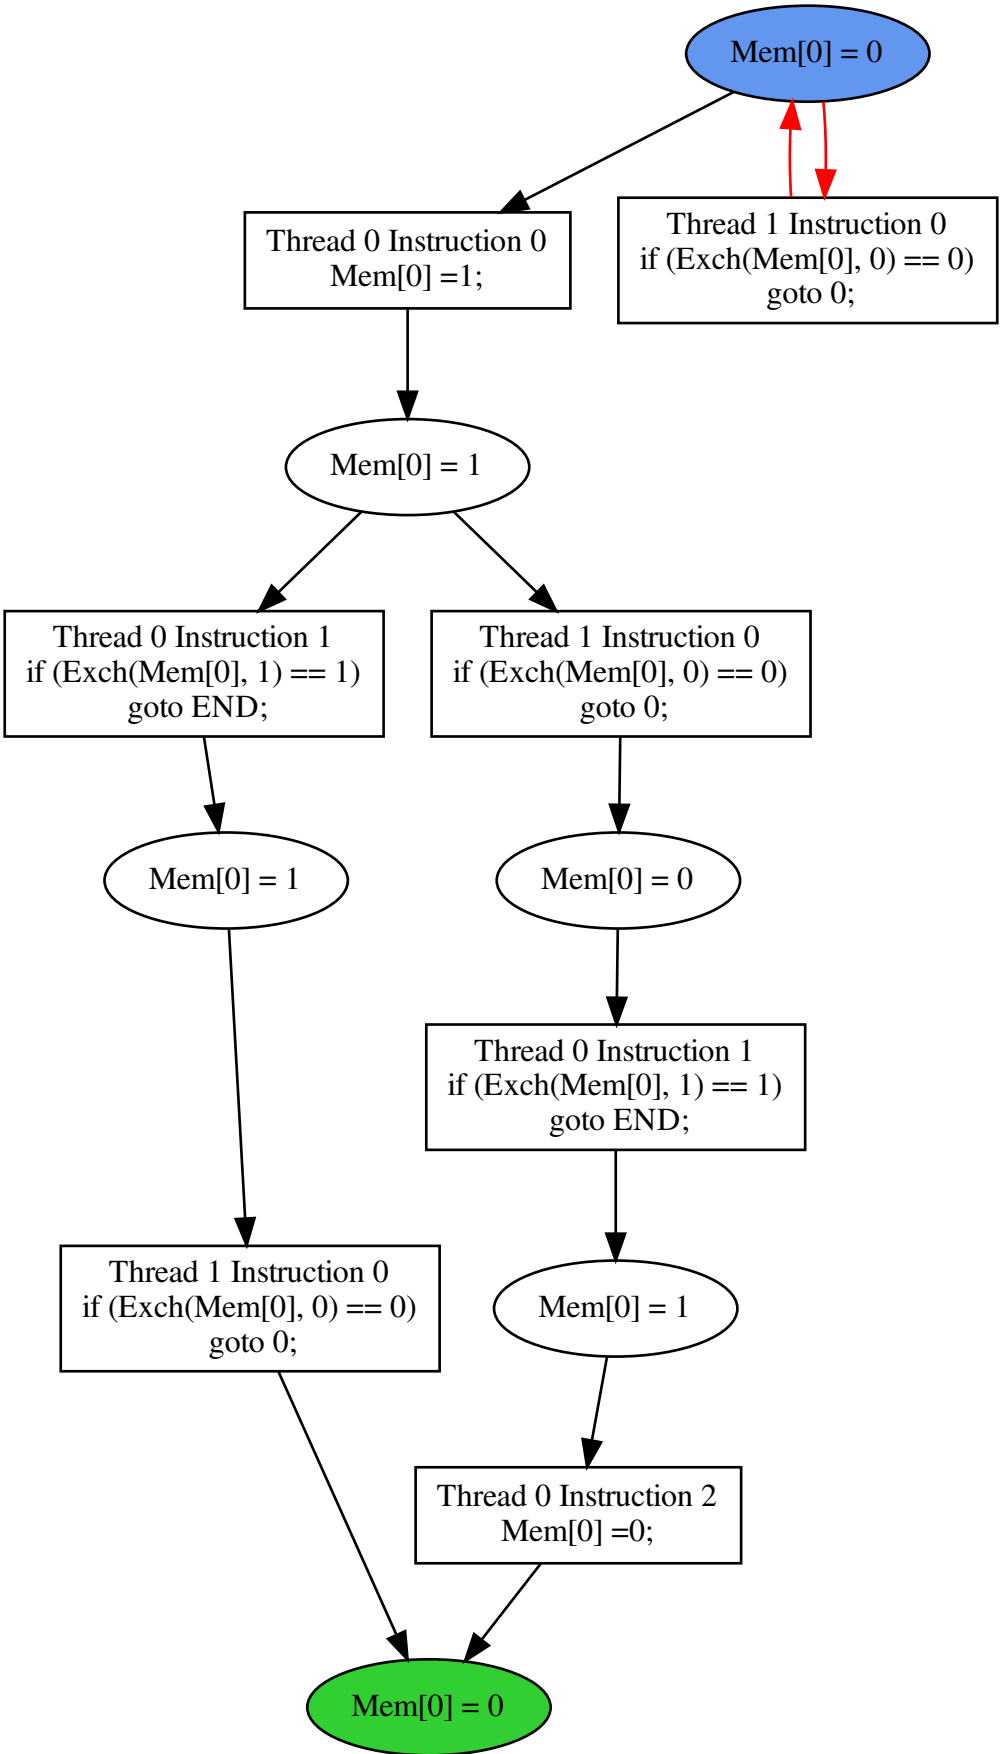 Mem[0] = 0
Thread 0 Instruction 0
Mem[0] =1;
Thread 1 Instruction 0
if (Exch(Mem[0], 0) == 0)
goto 0;
Mem[0] = 1
Thread 0 Instruction 1
if (Exch(Mem[0], 1) == 1)
goto END;
Thread 1 Instruction 0
if (Exch(Mem[0], 0) == 0)
goto 0;
Mem[0] = 1
Mem[0] = 0
Thread 0 Instruction 1
if (Exch(Mem[0], 1) == 1)
goto END;
Thread 1 Instruction 0
if (Exch(Mem[0], 0) == 0)
goto 0;
Mem[0] = 1
Thread 0 Instruction 2
Mem[0] =0;
Mem[0] = 0